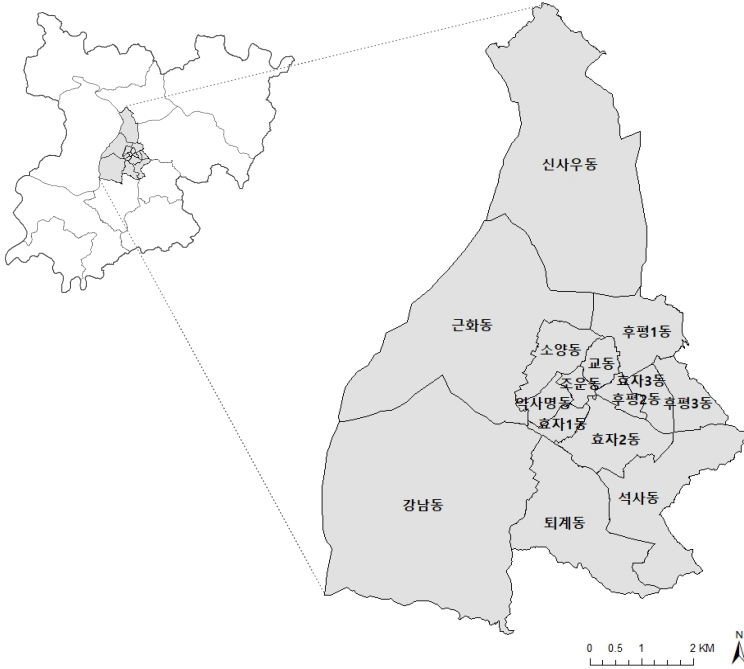 신사우동
근화동
후평1동
소양동
교동
조운동
효자3동
약사명동
후평2동
후평3동
효자1동
효자2동
강남동
석사동
퇴계동
N
0 0.5 1 2 KM